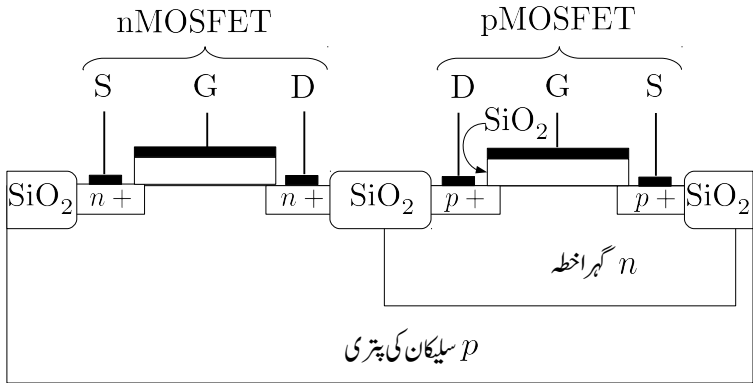 nMOSFET pMOSFET
S G D D G S
SiO₂
SiO₂ n + n + SiO₂ p + p + SiO₂
n گہرا خطہ
p سلیکان کی پتری